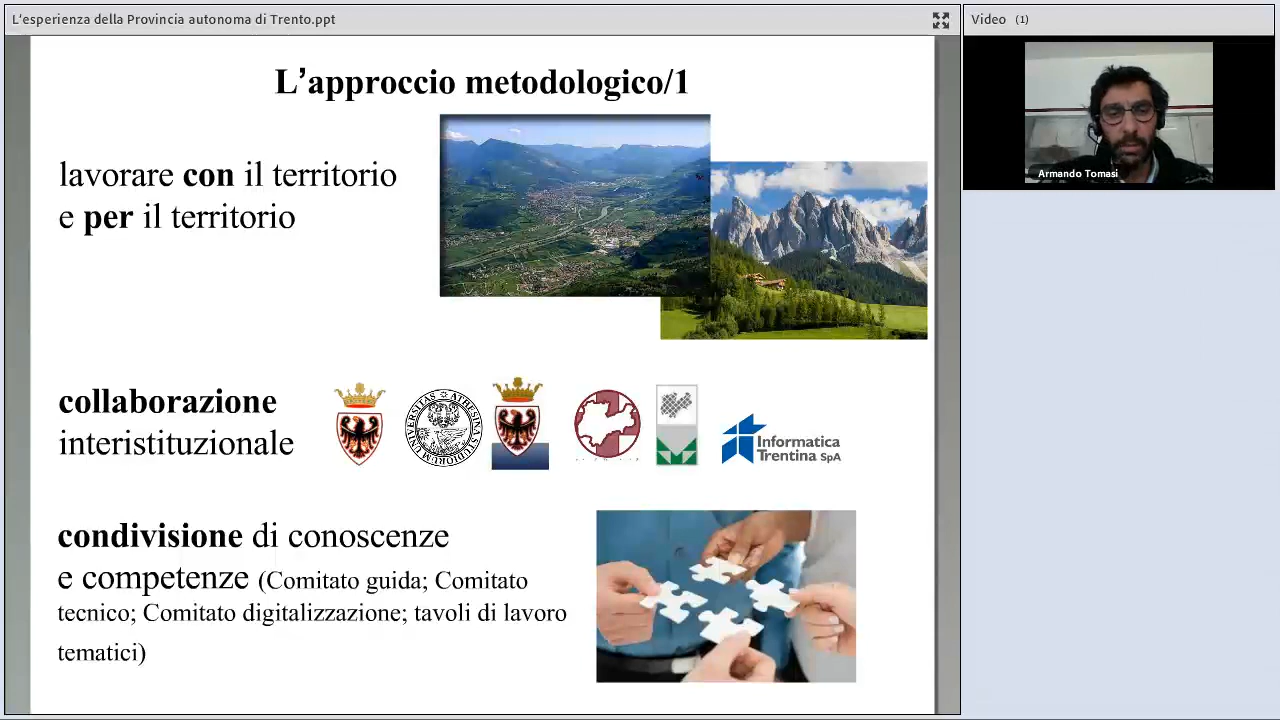 L'esperienza della Provincia autonoma di Trento.ppt
Video (1)
Armando Tomasi
L’approccio metodologico/1
lavorare con il territorio
e per il territorio
collaborazione
interistituzionale
Informatica
Trentina SpA
condivisione di conoscenze
e competenze (Comitato guida; Comitato
tecnico; Comitato digitalizzazione; tavoli di lavoro
tematici)